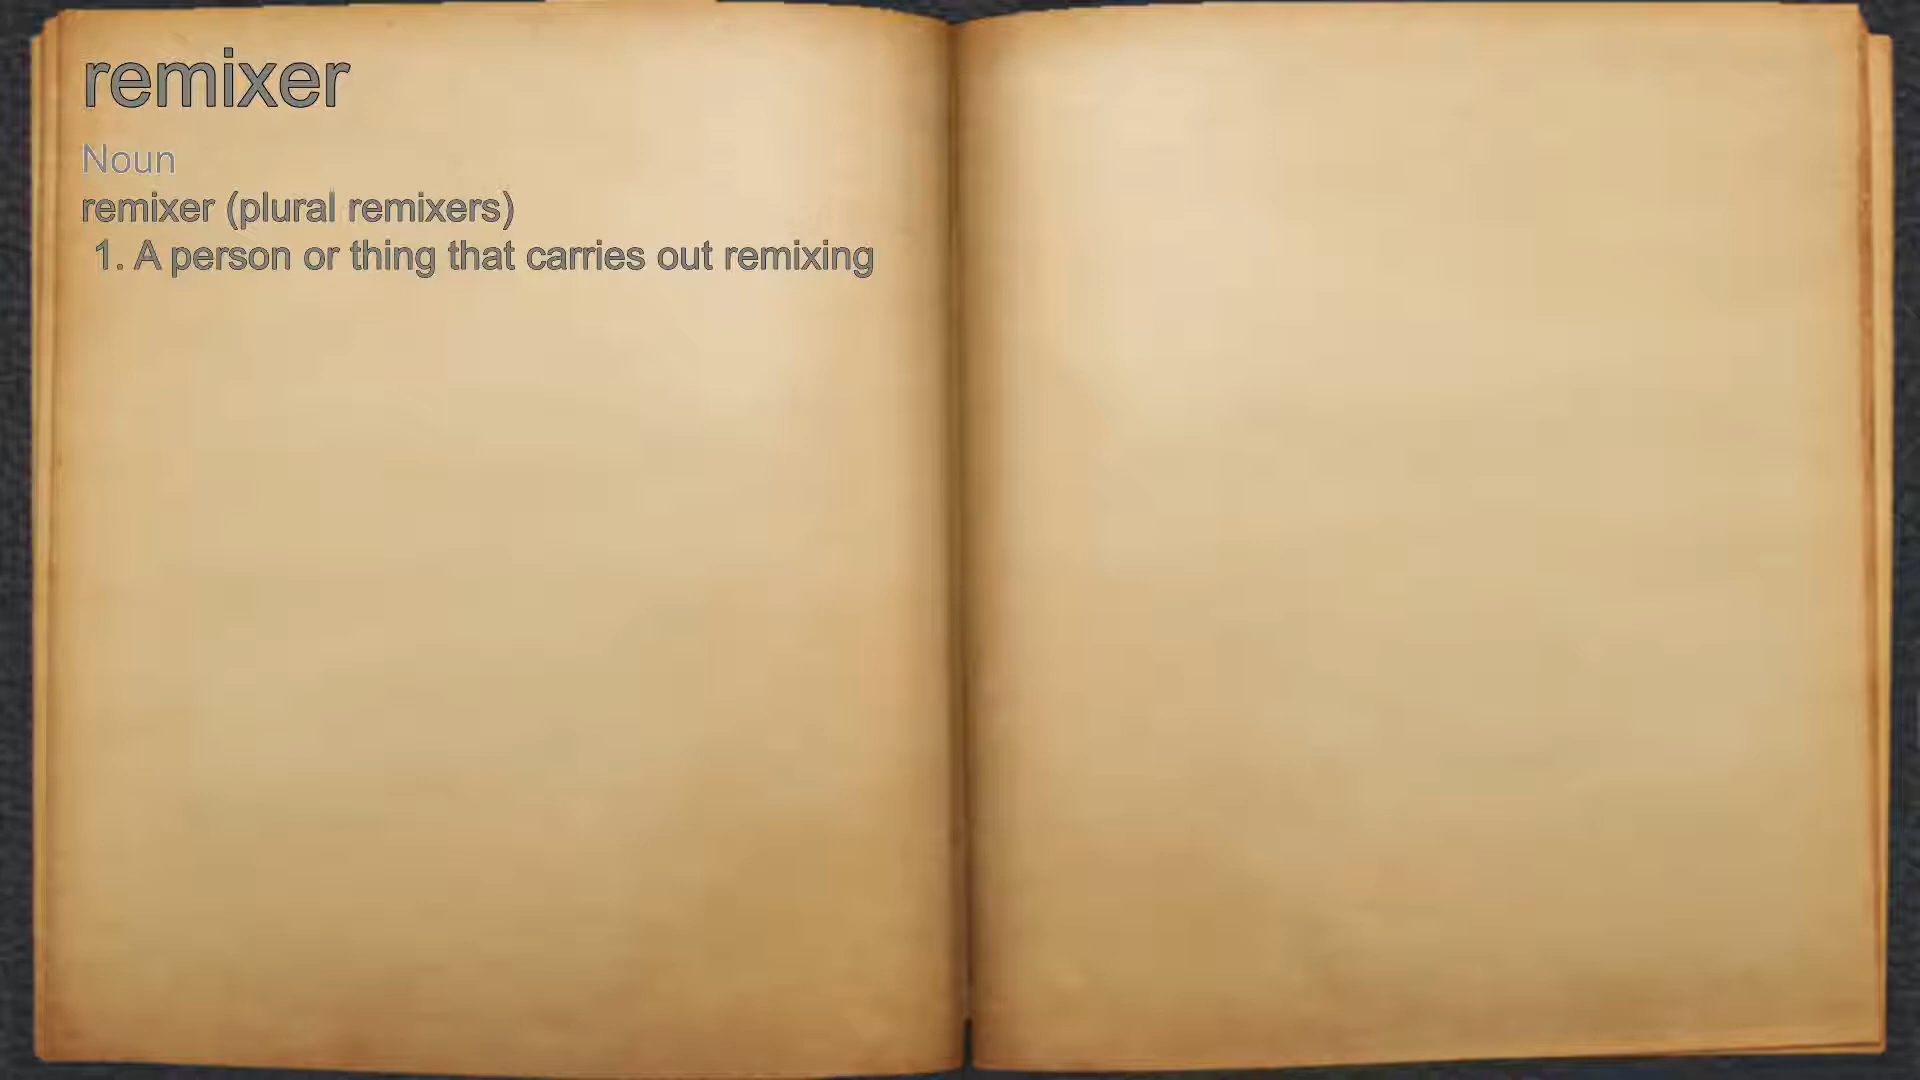 remixer
Noun
remixer (plural remixers)
1. A person or thing that carries out remixing